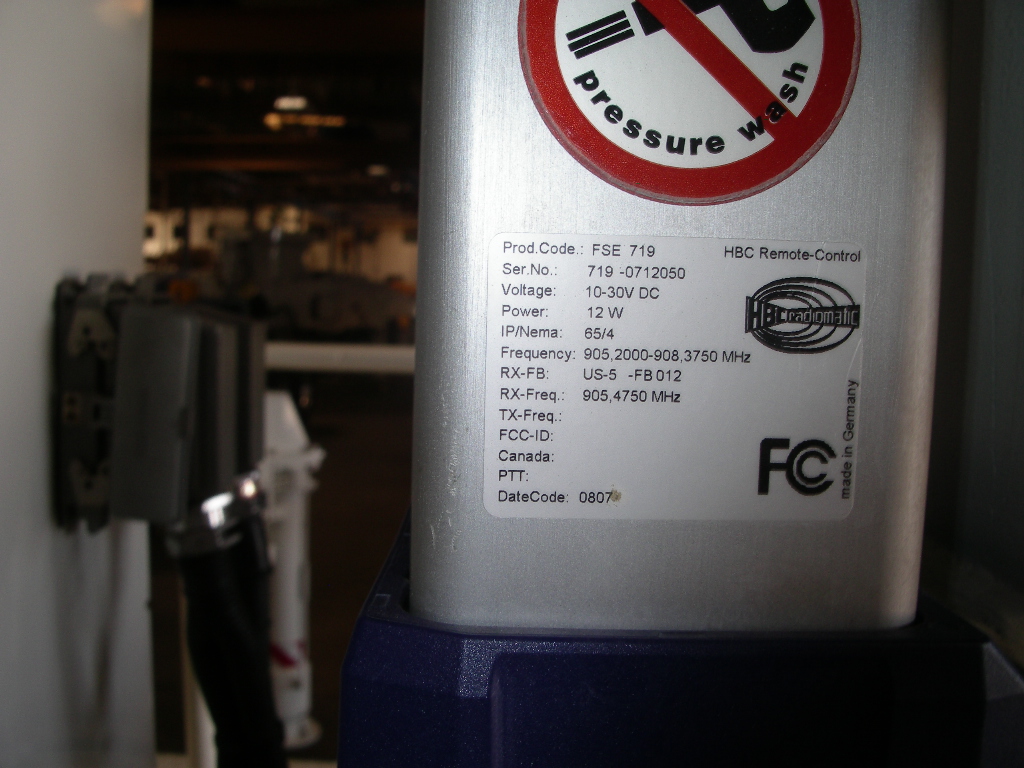 pressure wash
Prod.Code.: FSE 719 HBC Remote-Control
Ser.No.: 719 -0712050
Voltage: 10-30V DC
Power: 12 W
HBC radiomatic
IP/Nema: 65/4
Frequency: 905,2000-908,3750 MHz
RX-FB: US-5 -FB 012
RX-Freq.: 905,4750 MHz
TX-Freq.:
FCC-ID:
Canada:
PTT:
DateCode: 0807
FC
made in Germany